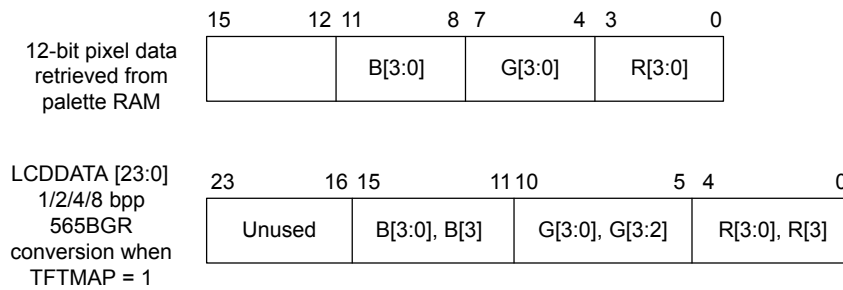 15 12 11 8 7 4 3 0
12-bit pixel data
retrieved from
palette RAM
B[3:0] G[3:0] R[3:0]
LCDDATA [23:0]
1/2/4/8 bpp
565BGR
conversion when
TFTMAP = 1
23 16 15 11 10 5 4 0
Unused B[3:0], B[3] G[3:0], G[3:2] R[3:0], R[3]